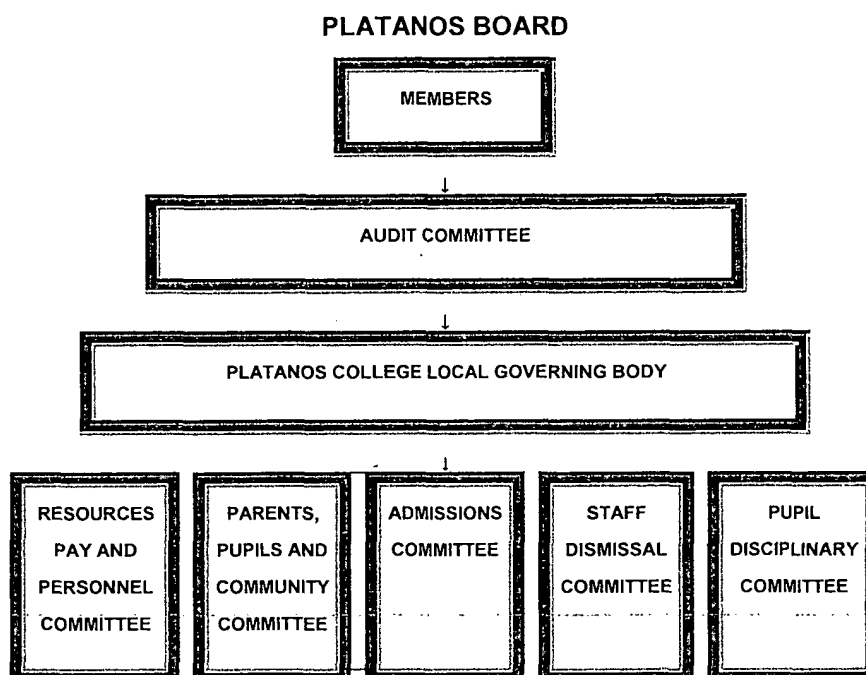 PLATANOS BOARD
MEMBERS
↓
AUDIT COMMITTEE
↓
PLATANOS COLLEGE LOCAL GOVERNING BODY
↓
RESOURCES
PAY AND
PERSONNEL
COMMITTEE
PARENTS,
PUPILS AND
COMMUNITY
COMMITTEE
ADMISSIONS
COMMITTEE
STAFF
DISMISSAL
COMMITTEE
PUPIL
DISCIPLINARY
COMMITTEE